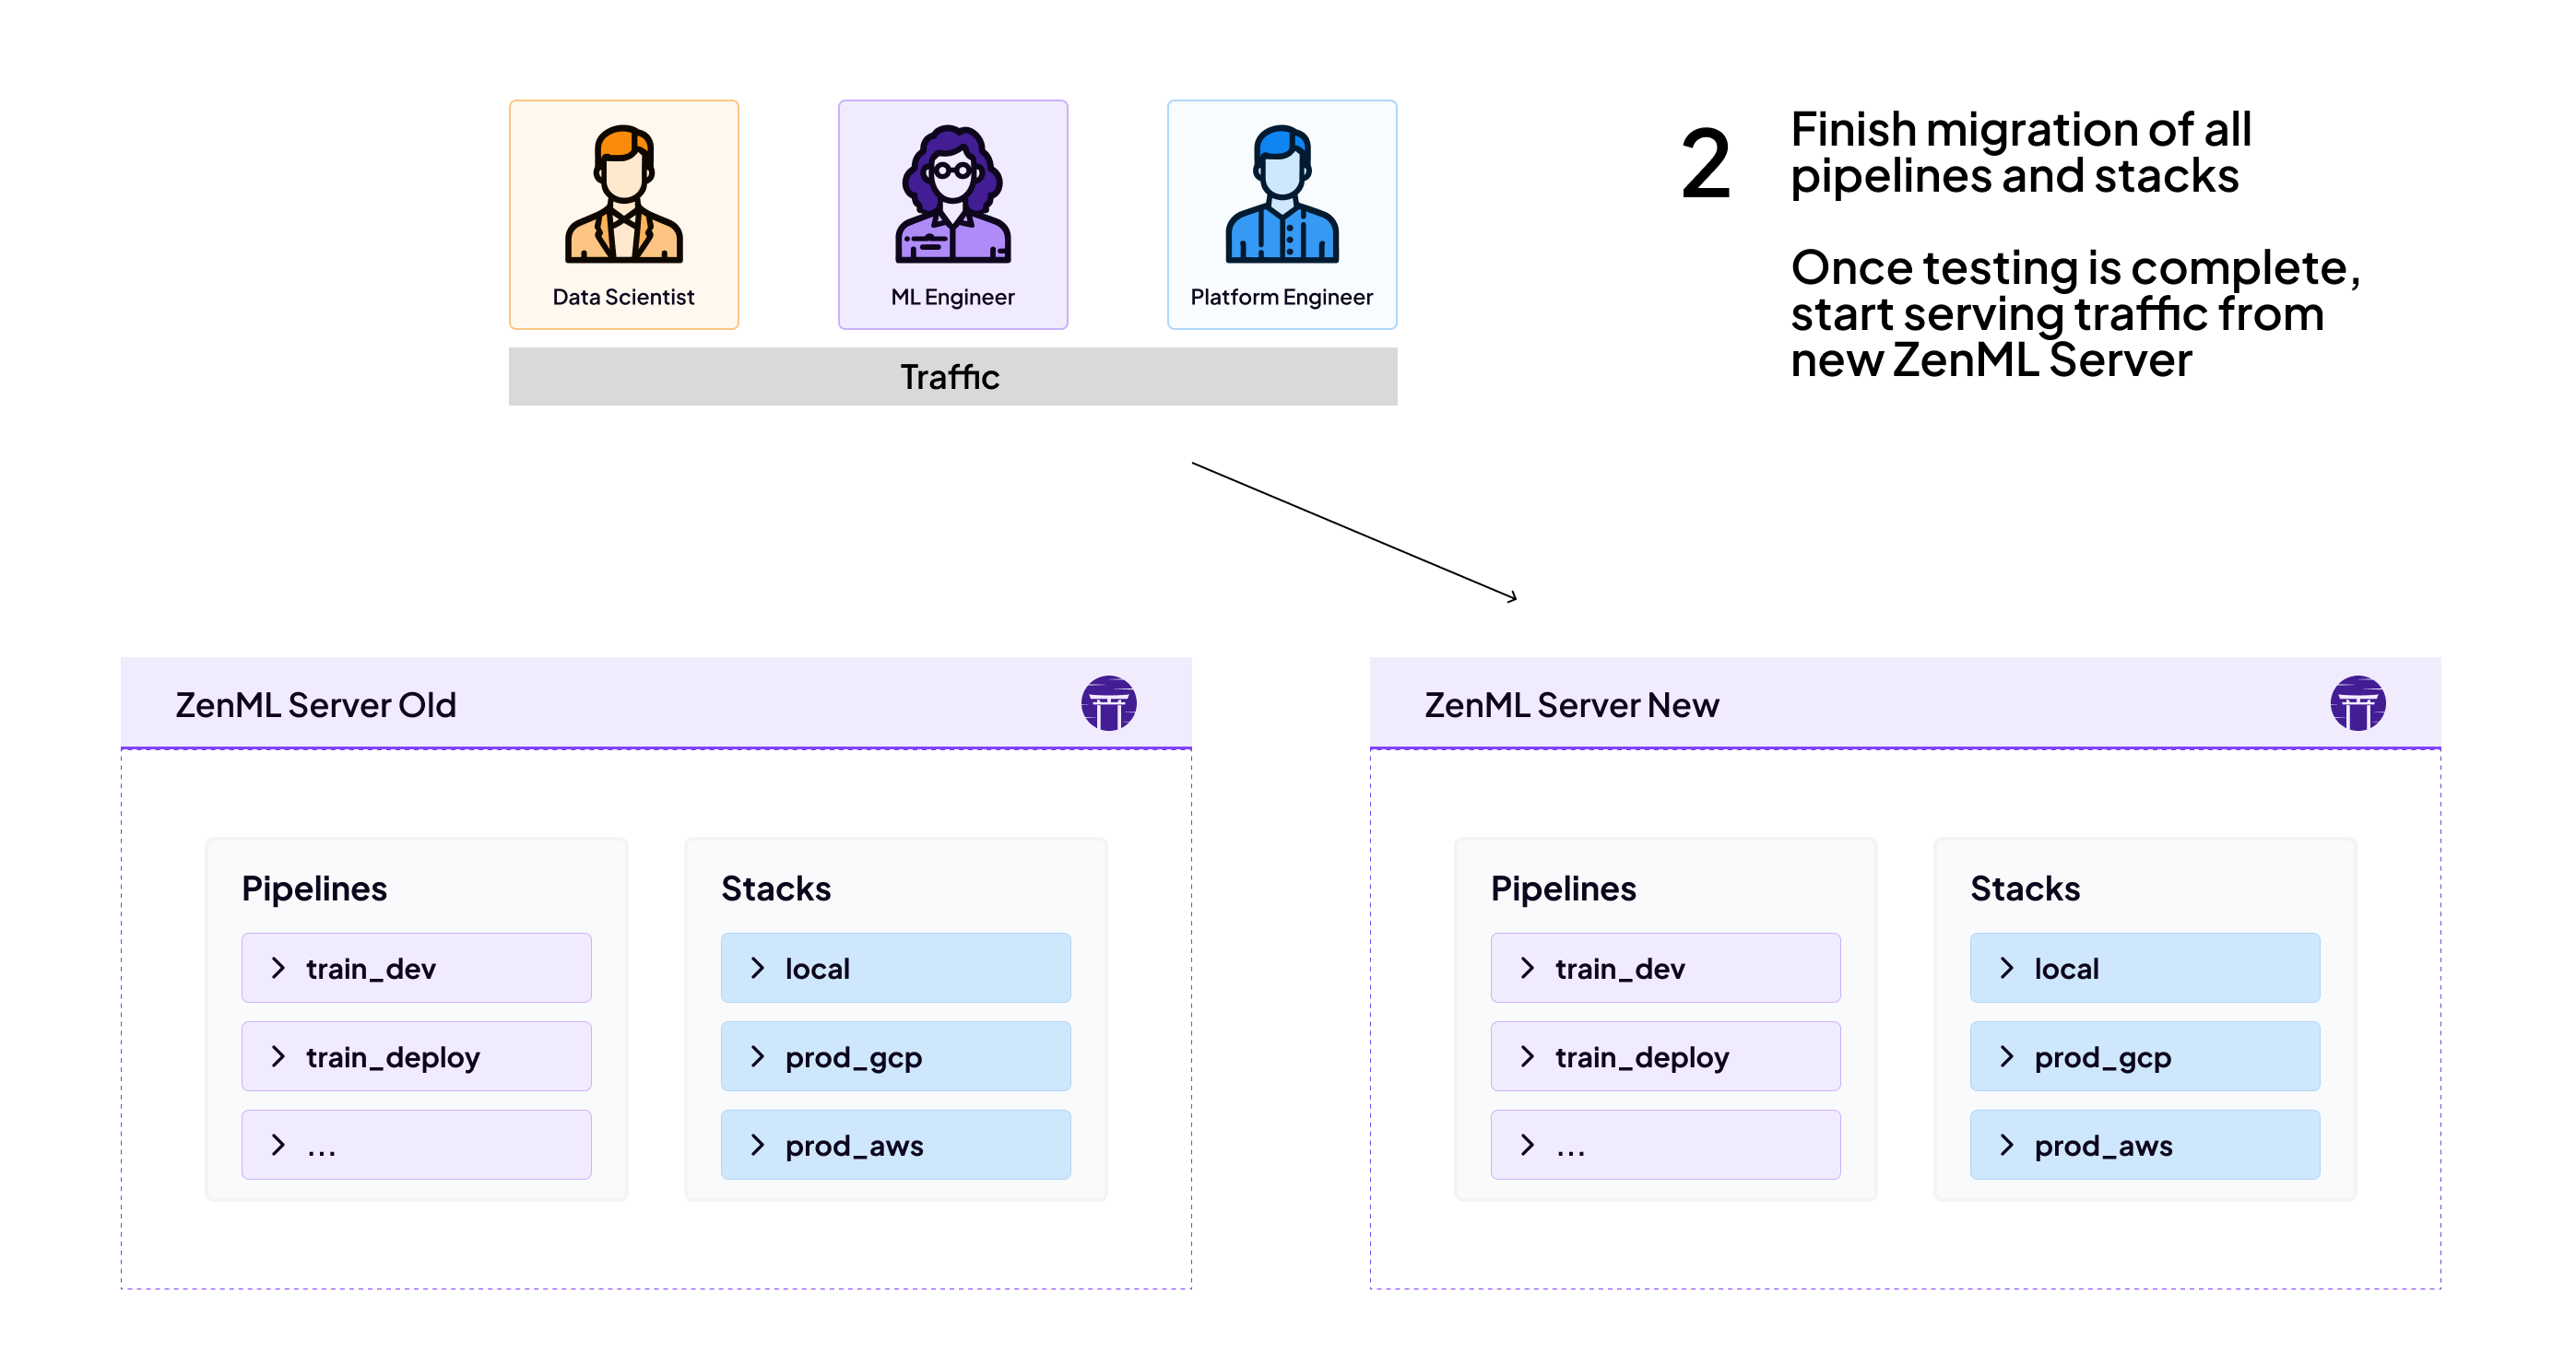 Data Scientist
ML Engineer
Platform Engineer
Traffic
2
Finish migration of all
pipelines and stacks
Once testing is complete,
start serving traffic from
new ZenML Server
ZenML Server Old
Pipelines
train_dev
train_deploy
...
Stacks
local
prod_gcp
prod_aws
ZenML Server New
Pipelines
train_dev
train_deploy
...
Stacks
local
prod_gcp
prod_aws